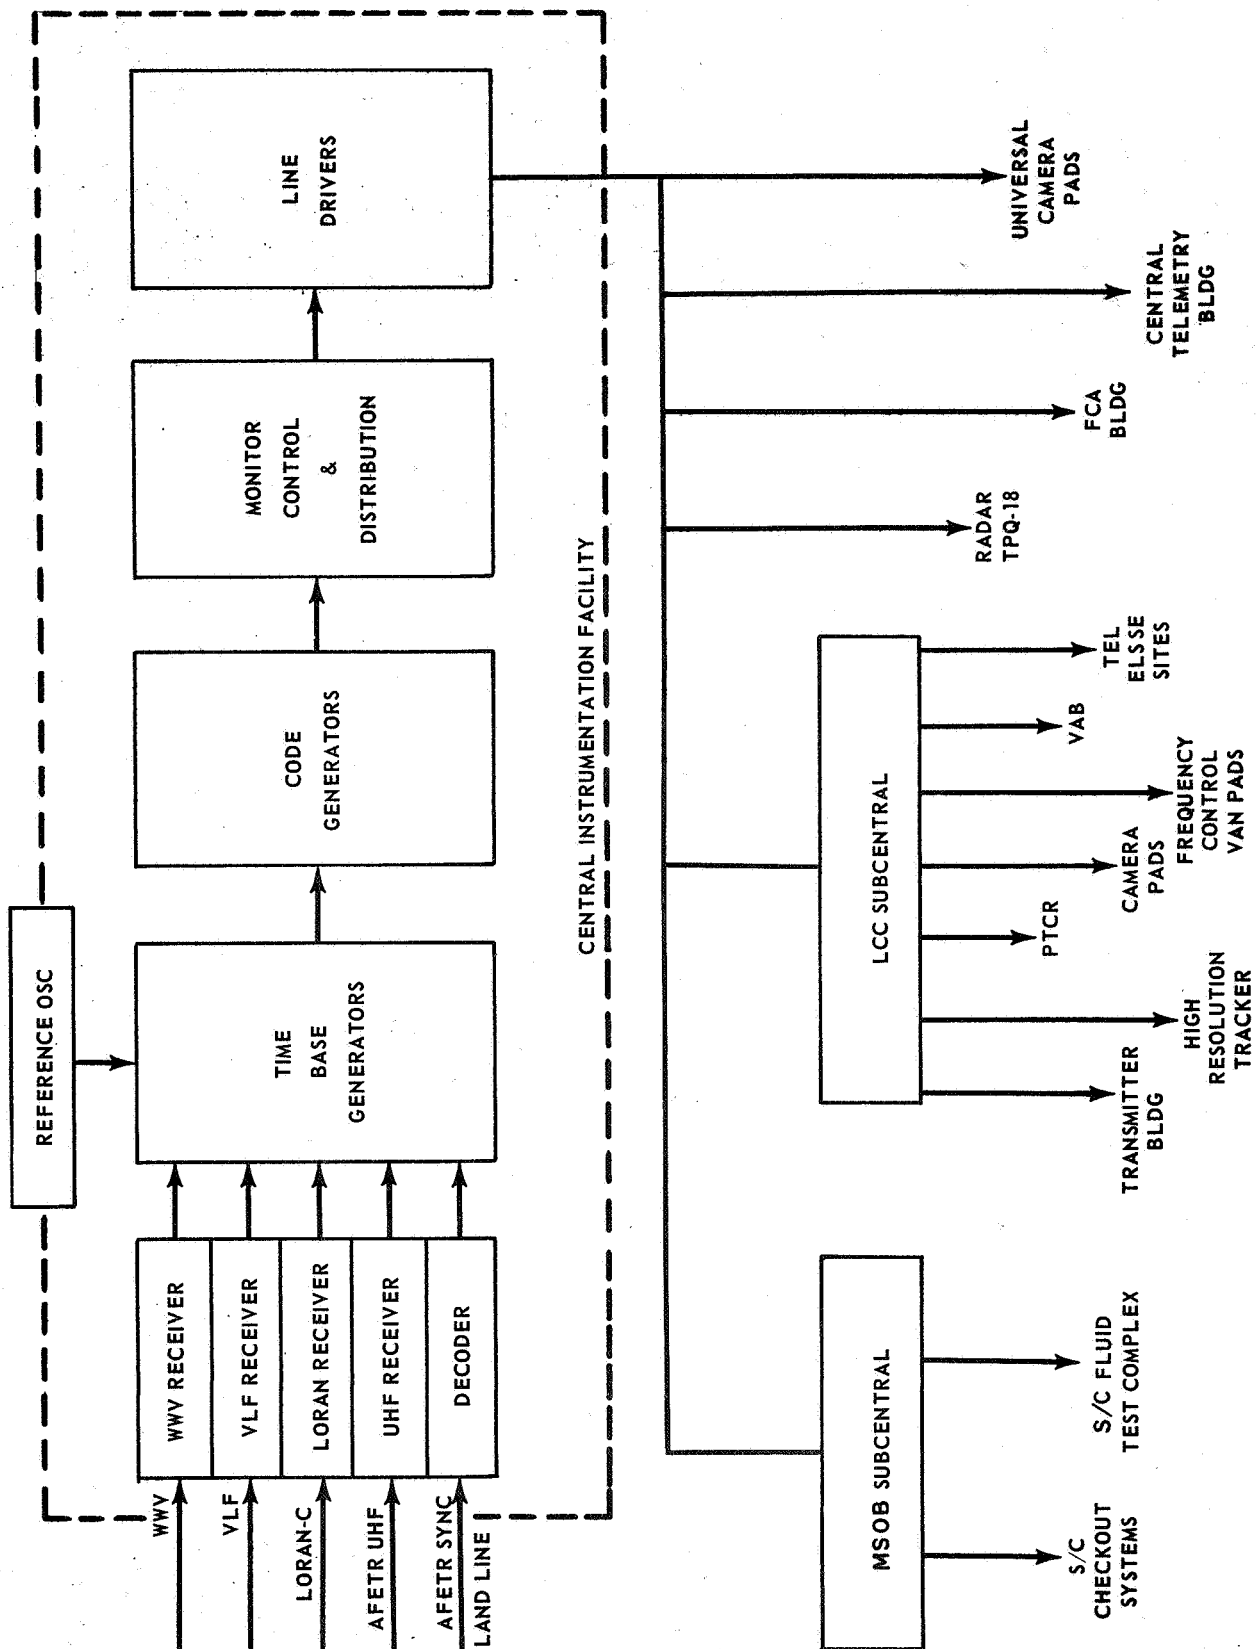 REFERENCE OSC
WWV
VLF
LORAN-C
AFETR UHF
AFETR SYNC
LAND LINE
WWV RECEIVER
VLF RECEIVER
LORAN RECEIVER
UHF RECEIVER
DECODER
TIME
BASE
GENERATORS
CODE
GENERATORS
MONITOR
CONTROL
&
DISTRIBUTION
LINE
DRIVERS
CENTRAL INSTRUMENTATION FACILITY
MSOB SUBCENTRAL
S/C
CHECKOUT
SYSTEMS
S/C FLUID
TEST COMPLEX
LCC SUBCENTRAL
TRANSMITTER
BLDG
HIGH
RESOLUTION
TRACKER
PTCR
CAMERA
PADS
FREQUENCY
CONTROL
VAN PADS
VAB
TEL
ELSSE
SITES
RADAR
TPQ-18
FCA
BLDG
CENTRAL
TELEMETRY
BLDG
UNIVERSAL
CAMERA
PADS